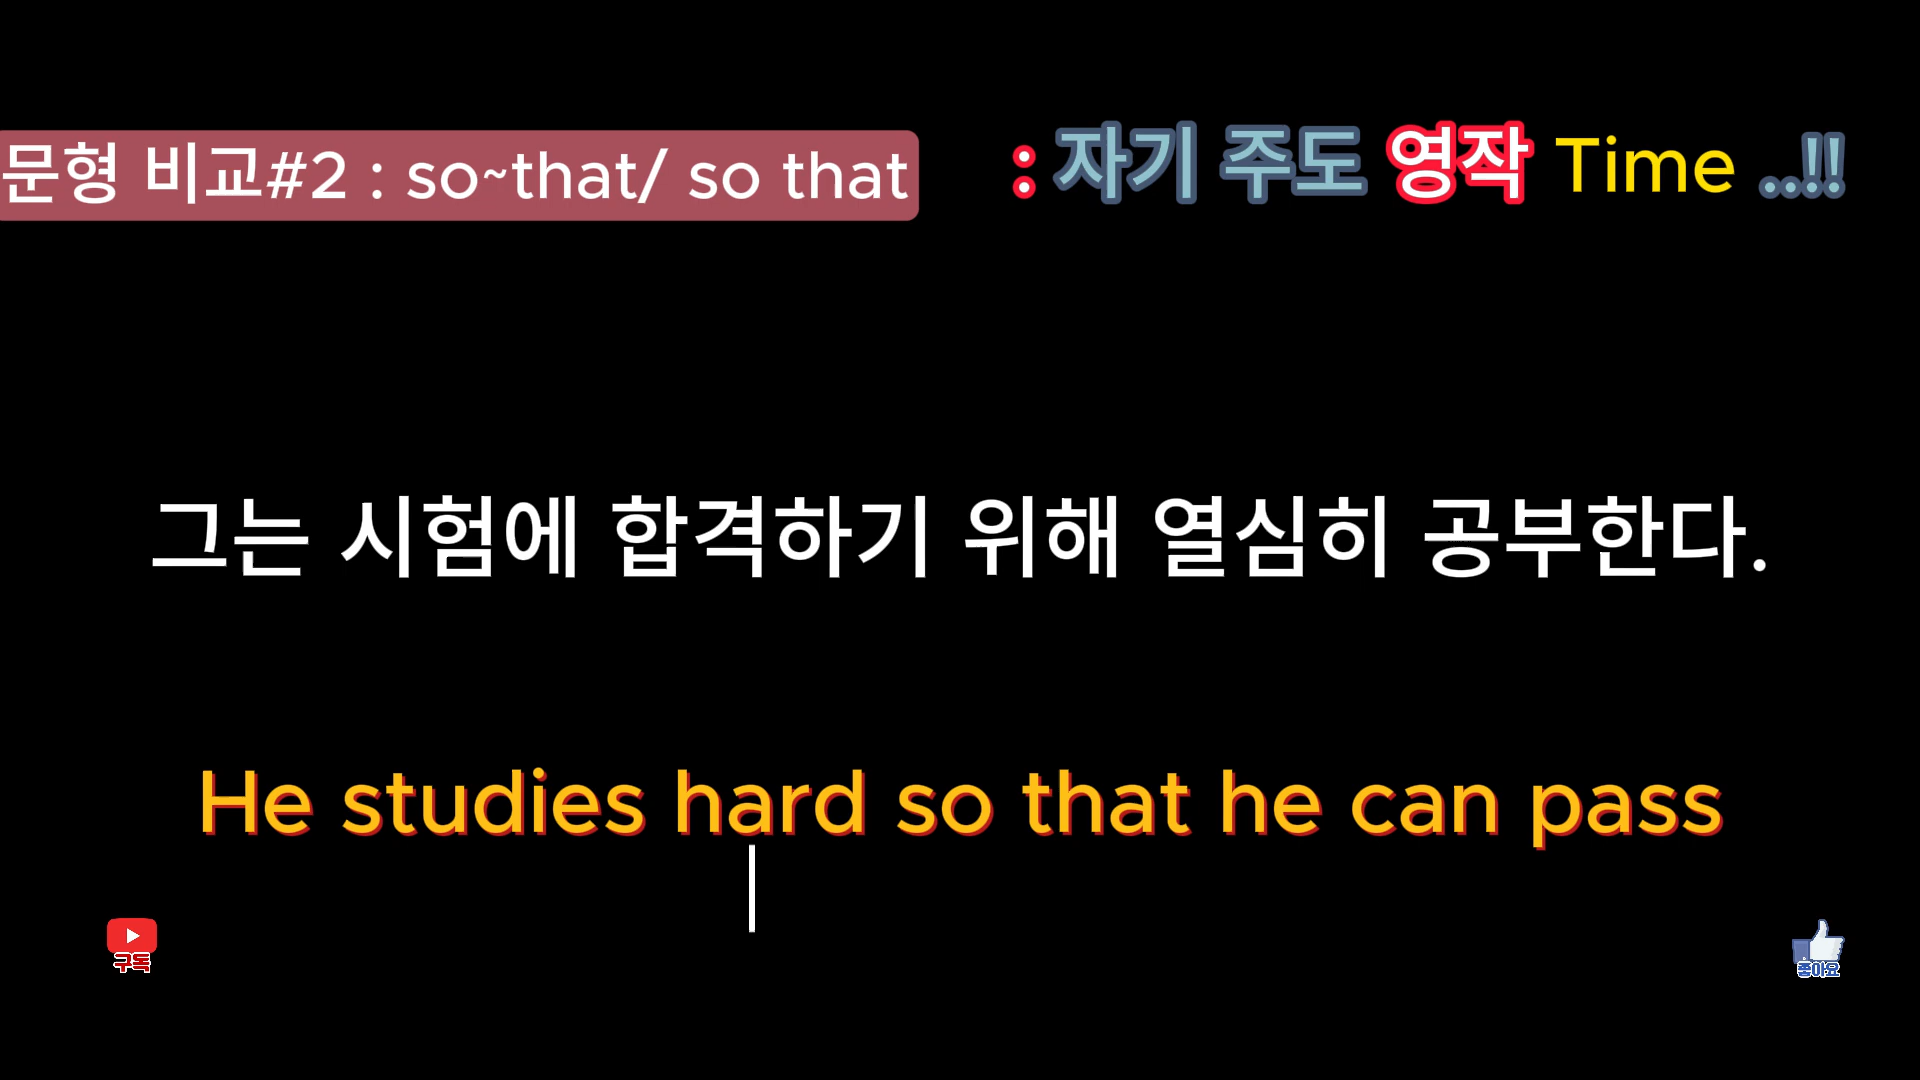 문형 비교#2 : so~that/ so that
: 자기 주도 영작 Time ..!!
그는 시험에 합격하기 위해 열심히 공부한다.
He studies hard so that he can pass
구독
좋아요